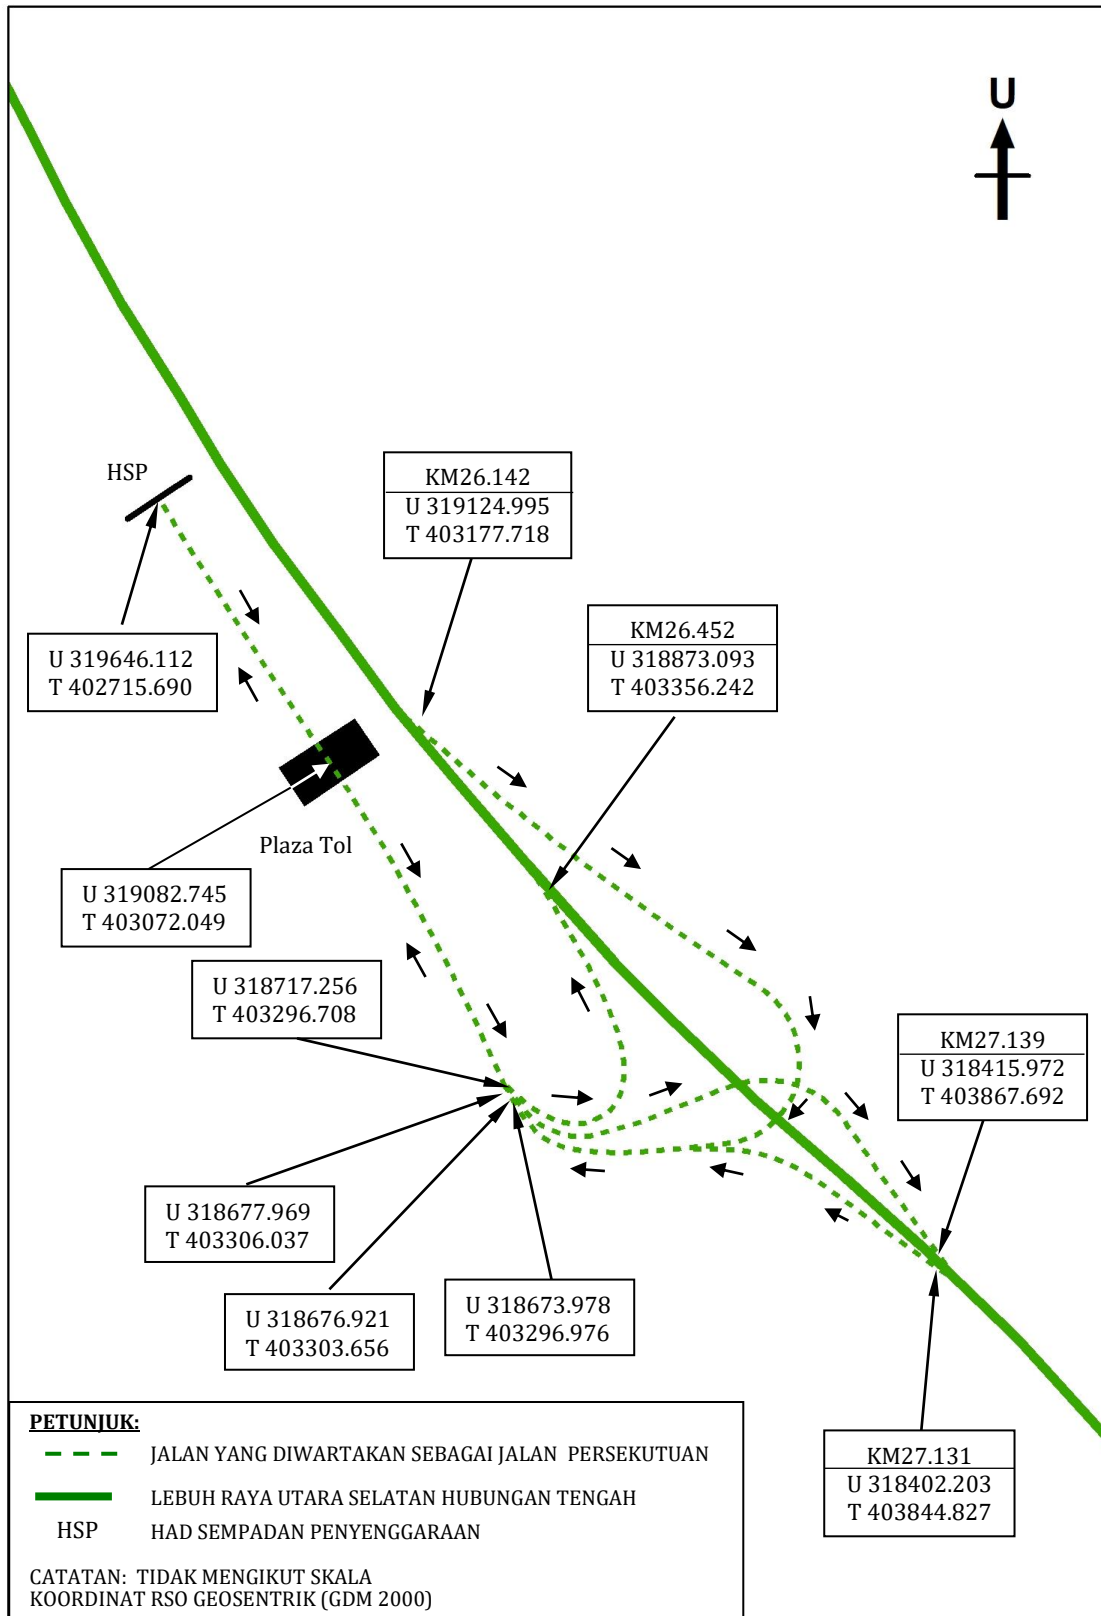 U
HSP
KM26.142
U 319124.995
T 403177.718
KM26.452
U 318873.093
T 403356.242
U 319646.112
T 402715.690
Plaza Tol
U 319082.745
T 403072.049
U 318717.256
T 403296.708
KM27.139
U 318415.972
T 403867.692
U 318677.969
T 403306.037
U 318676.921
T 403303.656
U 318673.978
T 403296.976
KM27.131
U 318402.203
T 403844.827
PETUNJUK:
JALAN YANG DIWARTAKAN SEBAGAI JALAN PERSEKUTUAN
LEBUH RAYA UTARA SELATAN HUBUNGAN TENGAH
HSP HAD SEMPADAN PENYENGGARAAN
CATATAN: TIDAK MENGIKUT SKALA
KOORDINAT RSO GEOSENTRIK (GDM 2000)